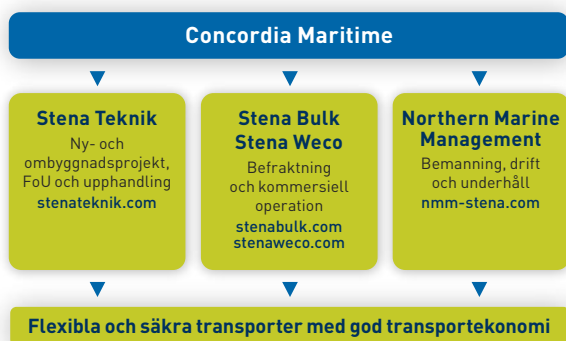 Concordia Maritime
Stena Teknik
Ny- och
ombyggnadsprojekt,
FoU och upphandling
stenateknik.com
Stena Bulk
Stena Weco
Befraktning
och kommersiell
operation
stenabulk.com
stenaweco.com
Northern Marine
Management
Bemanning, drift
och underhåll
nmm-stena.com
Flexibla och säkra transporter med god transportekonomi